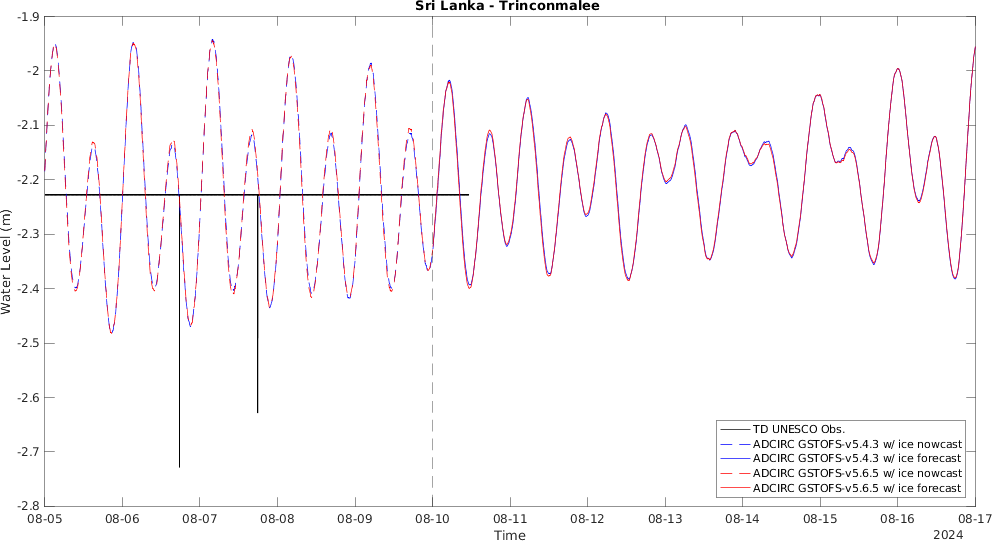 Sri Lanka - Trinconmalee
-1.9
-2
-2.1
-2.2
-2.3
-2.4
-2.5
-2.6
-2.7
-2.8
Water Level (m)
TD UNESCO Obs.
ADCIRC GSTOFS-v5.4.3 w/ ice nowcast
ADCIRC GSTOFS-v5.4.3 w/ ice forecast
ADCIRC GSTOFS-v5.6.5 w/ ice nowcast
ADCIRC GSTOFS-v5.6.5 w/ ice forecast
08-05 08-06 08-07 08-08 08-09 08-10 08-11 08-12 08-13 08-14 08-15 08-16 08-17
Time
2024